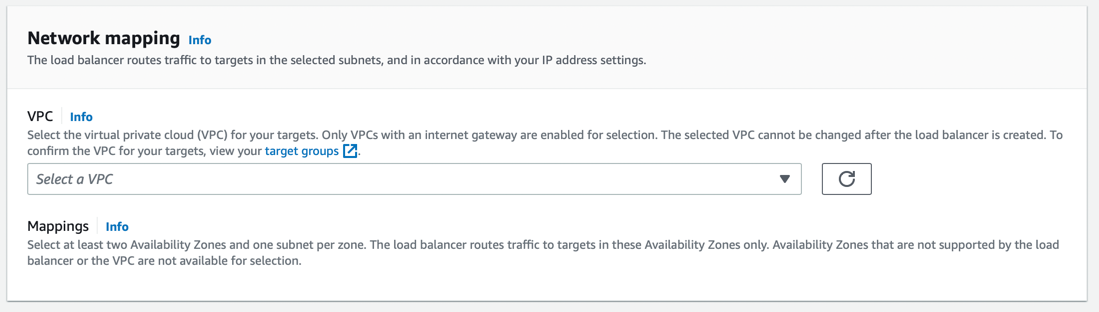 Network mapping Info
The load balancer routes traffic to targets in the selected subnets, and in accordance with your IP address settings.
VPC Info
Select the virtual private cloud (VPC) for your targets. Only VPCs with an internet gateway are enabled for selection. The selected VPC cannot be changed after the load balancer is created. To
confirm the VPC for your targets, view your target groups.
Select a VPC
Mappings Info
Select at least two Availability Zones and one subnet per zone. The load balancer routes traffic to targets in these Availability Zones only. Availability Zones that are not supported by the load
balancer or the VPC are not available for selection.